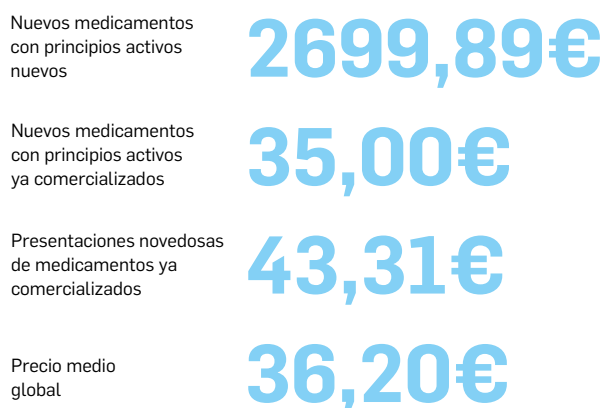 Nuevos medicamentos
con principios activos
nuevos
2699,89€
Nuevos medicamentos
con principios activos
ya comercializados
35,00€
Presentaciones novedosas
de medicamentos ya
comercializados
43,31€
Precio medio
global
36,20€